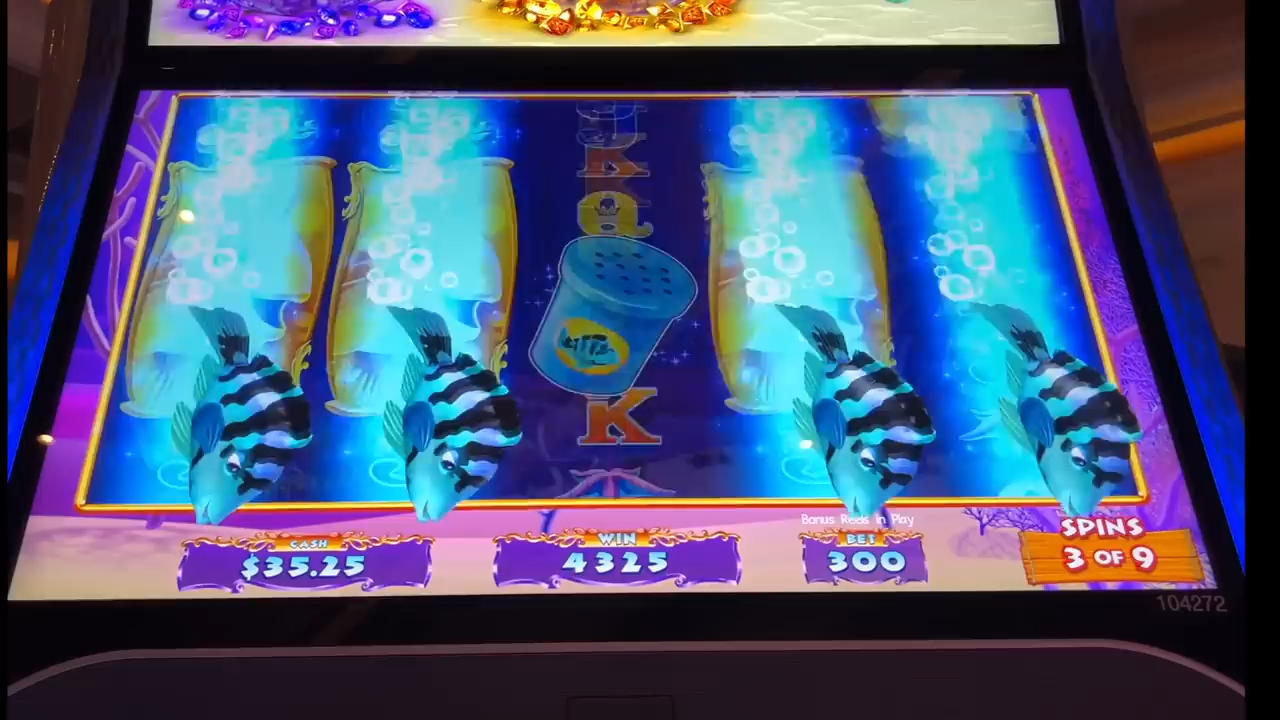 K
Q
K
Bonus Reels In Play
CASH
$35.25
WIN
4325
BET
300
SPINS
3 OF 9
104272